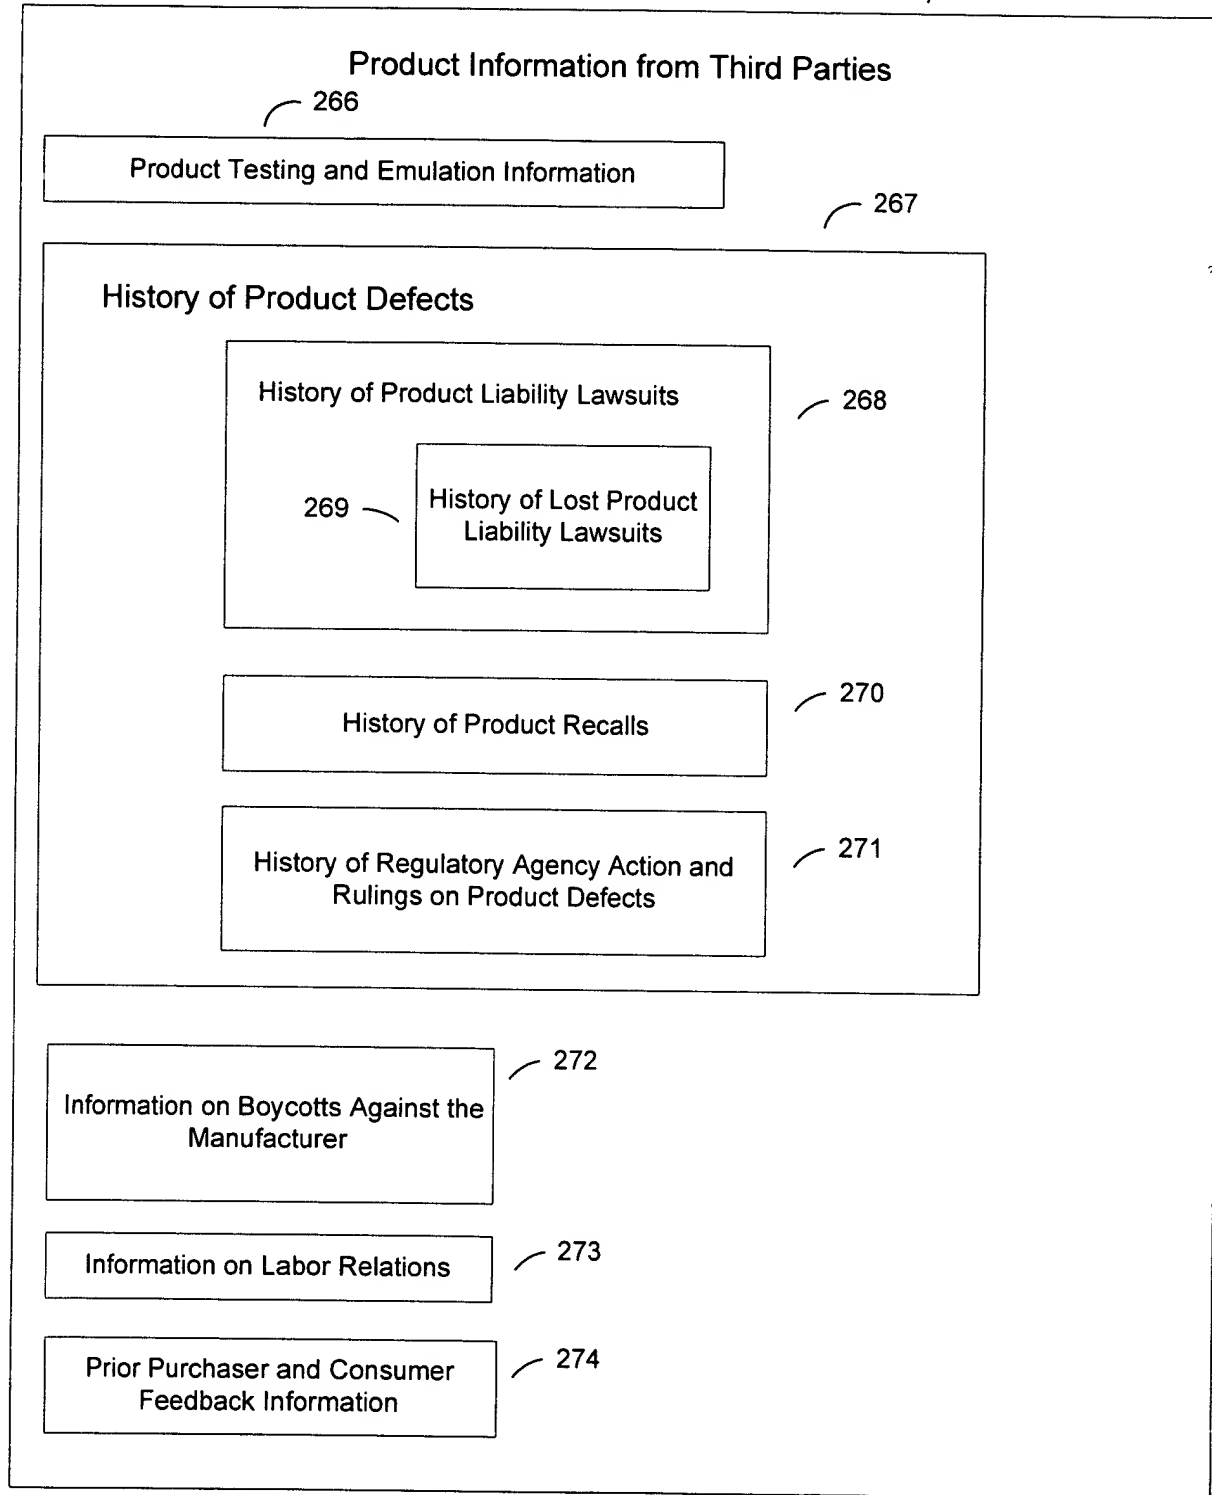 Product Information from Third Parties
266
Product Testing and Emulation Information
267
History of Product Defects
History of Product Liability Lawsuits
268
269
History of Lost Product
Liability Lawsuits
270
History of Product Recalls
271
History of Regulatory Agency Action and
Rulings on Product Defects
272
Information on Boycotts Against the
Manufacturer
273
Information on Labor Relations
274
Prior Purchaser and Consumer
Feedback Information